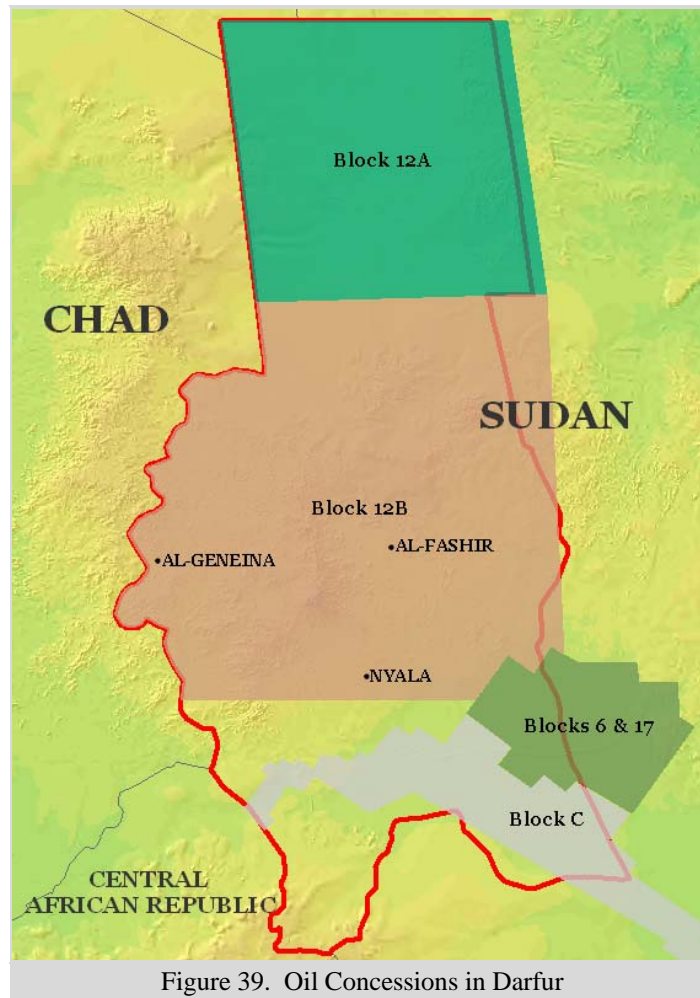 Block 12A
CHAD
SUDAN
Block 12B
•AL-FASHIR
•AL-GENEINA
•NYALA
Blocks 6 & 17
Block C
CENTRAL
AFRICAN REPUBLIC
Figure 39. Oil Concessions in Darfur